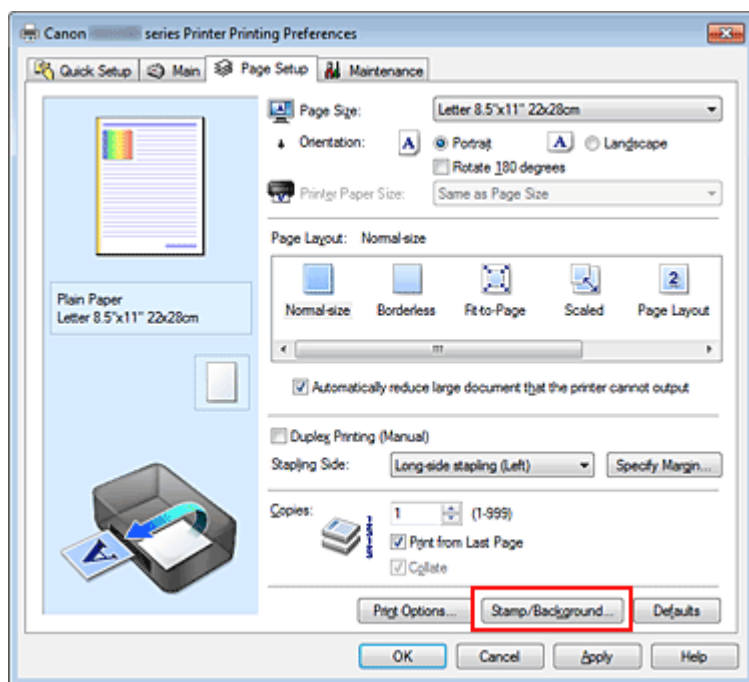 Canon series Printer Printing Preferences
Quick Setup Main Page Setup Maintenance
Page Size: Letter 8.5"x11" 22x28cm
Orientation: A Portrait A Landscape
Rotate 180 degrees
Printer Paper Size: Same as Page Size
Page Layout: Normal-size
2
Normal-size Borderless Fit-to-Page Scaled Page Layout
Plain Paper
Letter 8.5"x11" 22x28cm
Automatically reduce large document that the printer cannot output
Duplex Printing (Manual)
Stapling Side: Long-side stapling (Left) Specify Margin...
Copies: 1 (1-999)
Print from Last Page
Collate
A
Print Options... Stamp/Background... Defaults
OK Cancel Apply Help